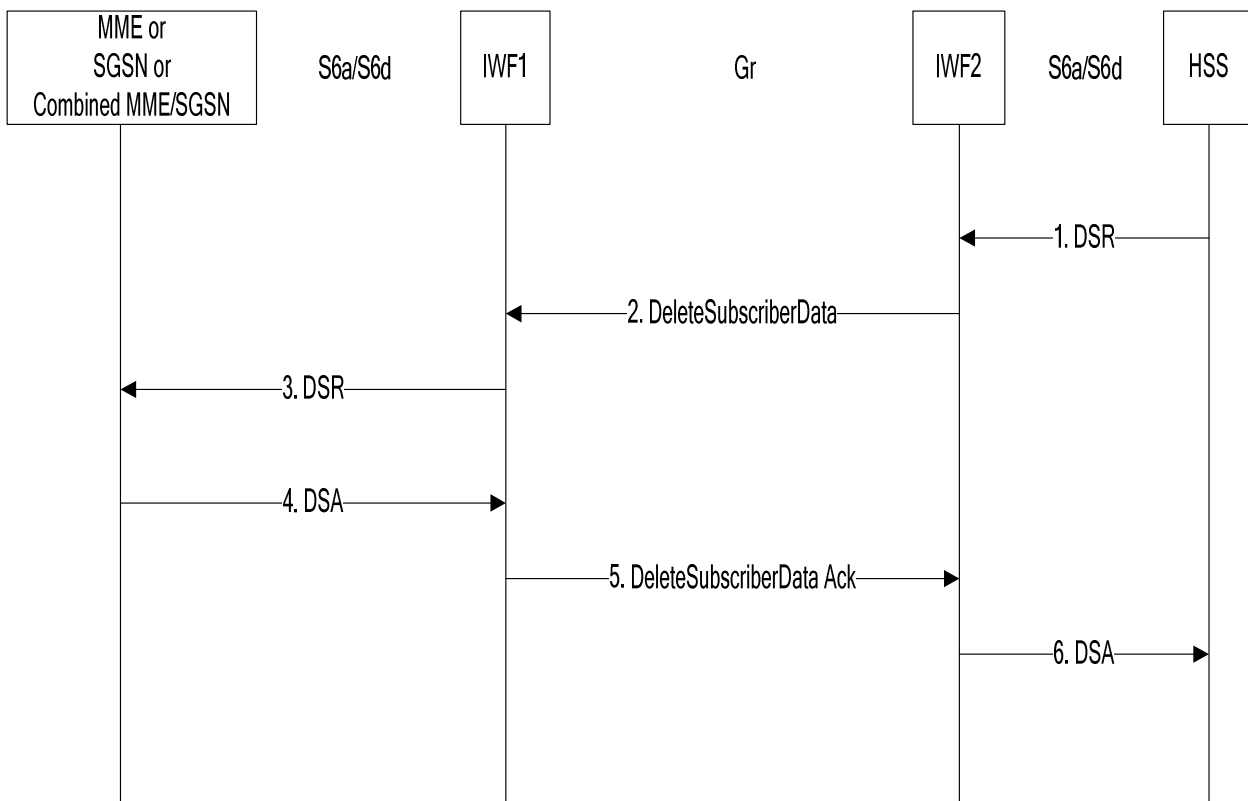 MME or
SGSN or
Combined MME/SGSN
S6a/S6d
IWF1
Gr
IWF2
S6a/S6d
HSS
1. DSR
2. DeleteSubscriberData
3. DSR
4. DSA
5. DeleteSubscriberData Ack
6. DSA